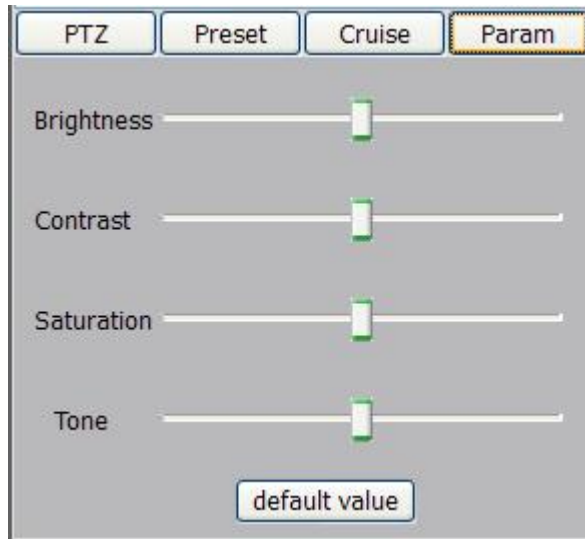 PTZ Preset Cruise Param
Brightness
Contrast
Saturation
Tone
default value